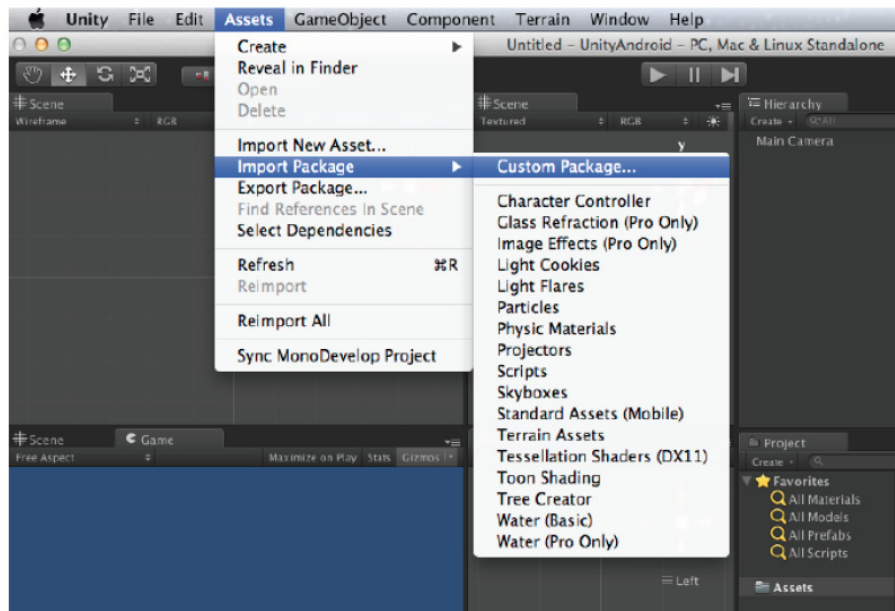 Unity File Edit Assets GameObject Component Terrain Window Help
Untitled – UnityAndroid – PC, Mac & Linux Standalone
Create
Reveal in Finder
Open
Delete
Import New Asset...
Import Package
Export Package...
Find References In Scene
Select Dependencies
Refresh ⌘R
Reimport
Reimport All
Sync MonoDevelop Project
Custom Package...
Character Controller
Glass Refraction (Pro Only)
Image Effects (Pro Only)
Light Cookies
Light Flares
Particles
Physic Materials
Projectors
Scripts
Skyboxes
Standard Assets (Mobile)
Terrain Assets
Tessellation Shaders (DX11)
Toon Shading
Tree Creator
Water (Basic)
Water (Pro Only)
Scene
Wireframe RGB
Scene
Textured RGB
y
Left
Hierarchy
Create All
Main Camera
Scene Game
Free Aspect Maximize on Play Stats Gizmos
Project
Create
Favorites
All Materials
All Models
All Prefabs
All Scripts
Assets